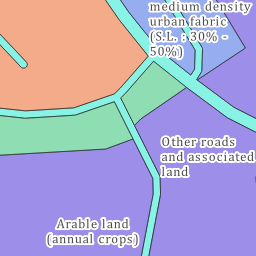 medium density
urban fabric
(S.L. : 30% -
50%)
Other roads
and associated
land
Arable land
(annual crops)